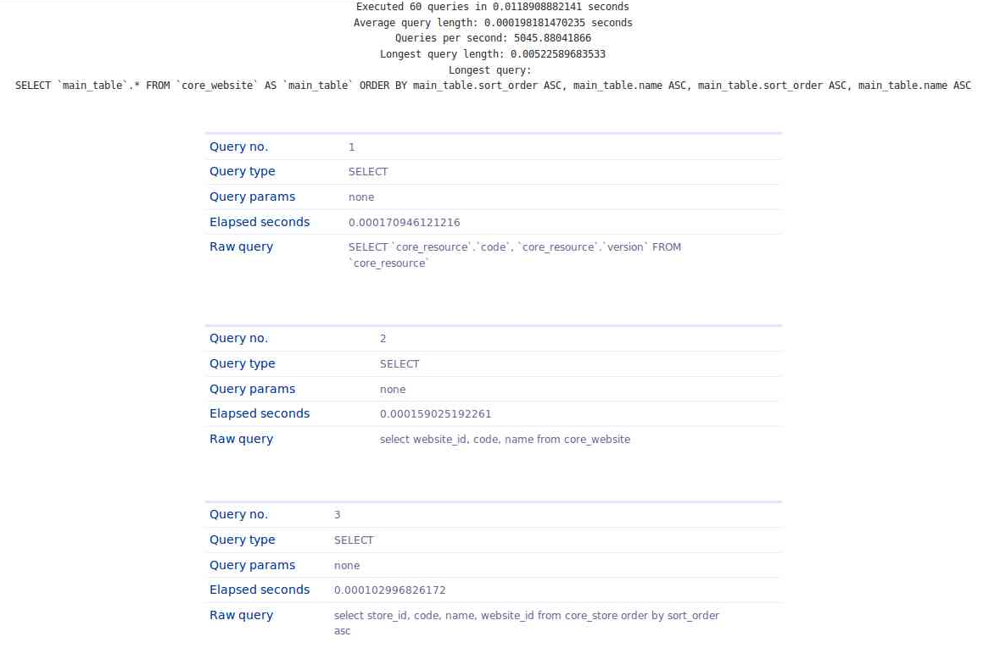 Executed 60 queries in 0.0118908882141 seconds
Average query length: 0.000198181470235 seconds
Queries per second: 5045.88041866
Longest query length: 0.00522589683533
Longest query:
SELECT `main_table`.* FROM `core_website` AS `main_table` ORDER BY main_table.sort_order ASC, main_table.name ASC, main_table.sort_order ASC, main_table.name ASC
Query no. 1
Query type SELECT
Query params none
Elapsed seconds 0.000170946121216
Raw query SELECT `core_resource`.`code`, `core_resource`.`version` FROM
`core_resource`
Query no. 2
Query type SELECT
Query params none
Elapsed seconds 0.000159025192261
Raw query select website_id, code, name from core_website
Query no. 3
Query type SELECT
Query params none
Elapsed seconds 0.000102996826172
Raw query select store_id, code, name, website_id from core_store order by sort_order
asc